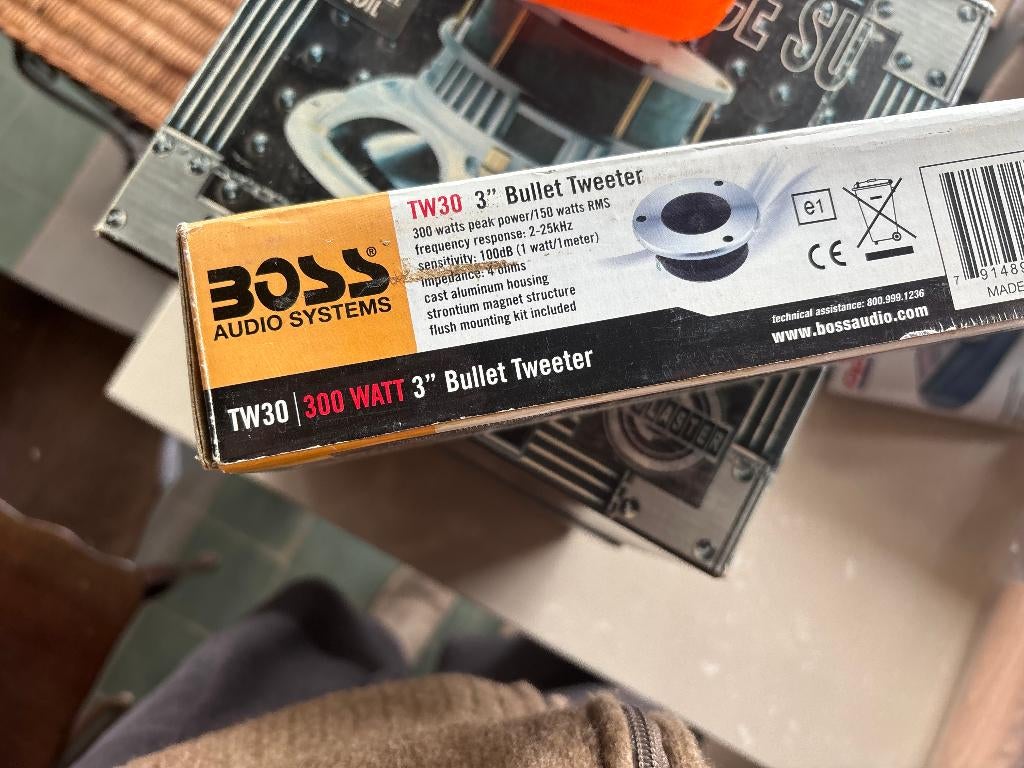 BOSS®
AUDIO SYSTEMS
TW30 3" Bullet Tweeter
300 watts peak power/150 watts RMS
frequency response: 2-25kHz
sensitivity: 100dB (1 watt/1meter)
impedance: 4 ohms
cast aluminum housing
strontium magnet structure
flush mounting kit included
e1
CE
7 91489
MADE
technical assistance: 800.999.1236
www.bossaudio.com
TW30 | 300 WATT 3" Bullet Tweeter